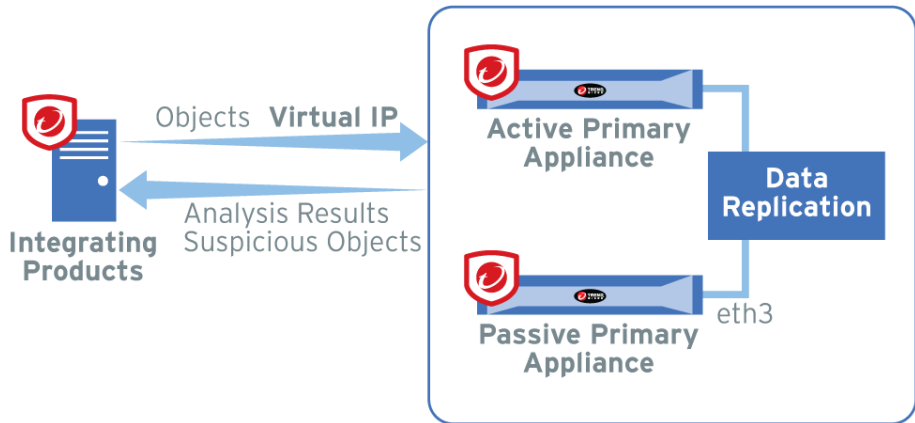 Objects Virtual IP
Analysis Results
Suspicious Objects
Integrating
Products
Active Primary
Appliance
Data
Replication
Passive Primary
Appliance
eth3